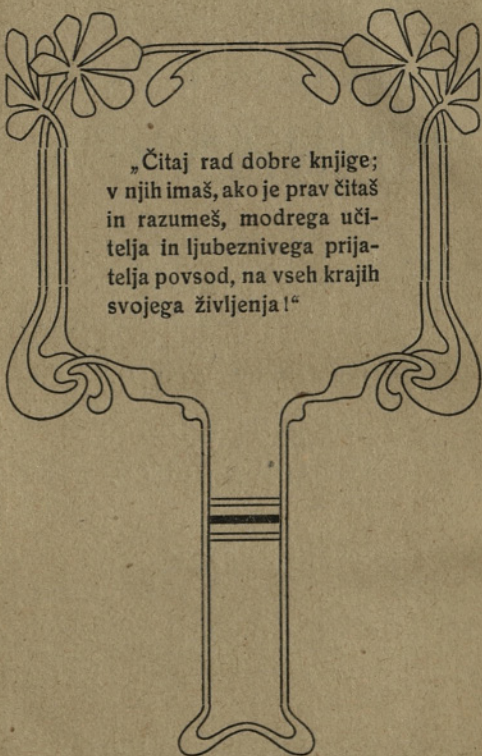 „Čitaj rad dobre knjige;
v njih imaš, ako je prav čitaš
in razumeš, modrega uči-
telja in ljubeznivega prija-
telja povsod, na vseh krajih
svojega življenja!“